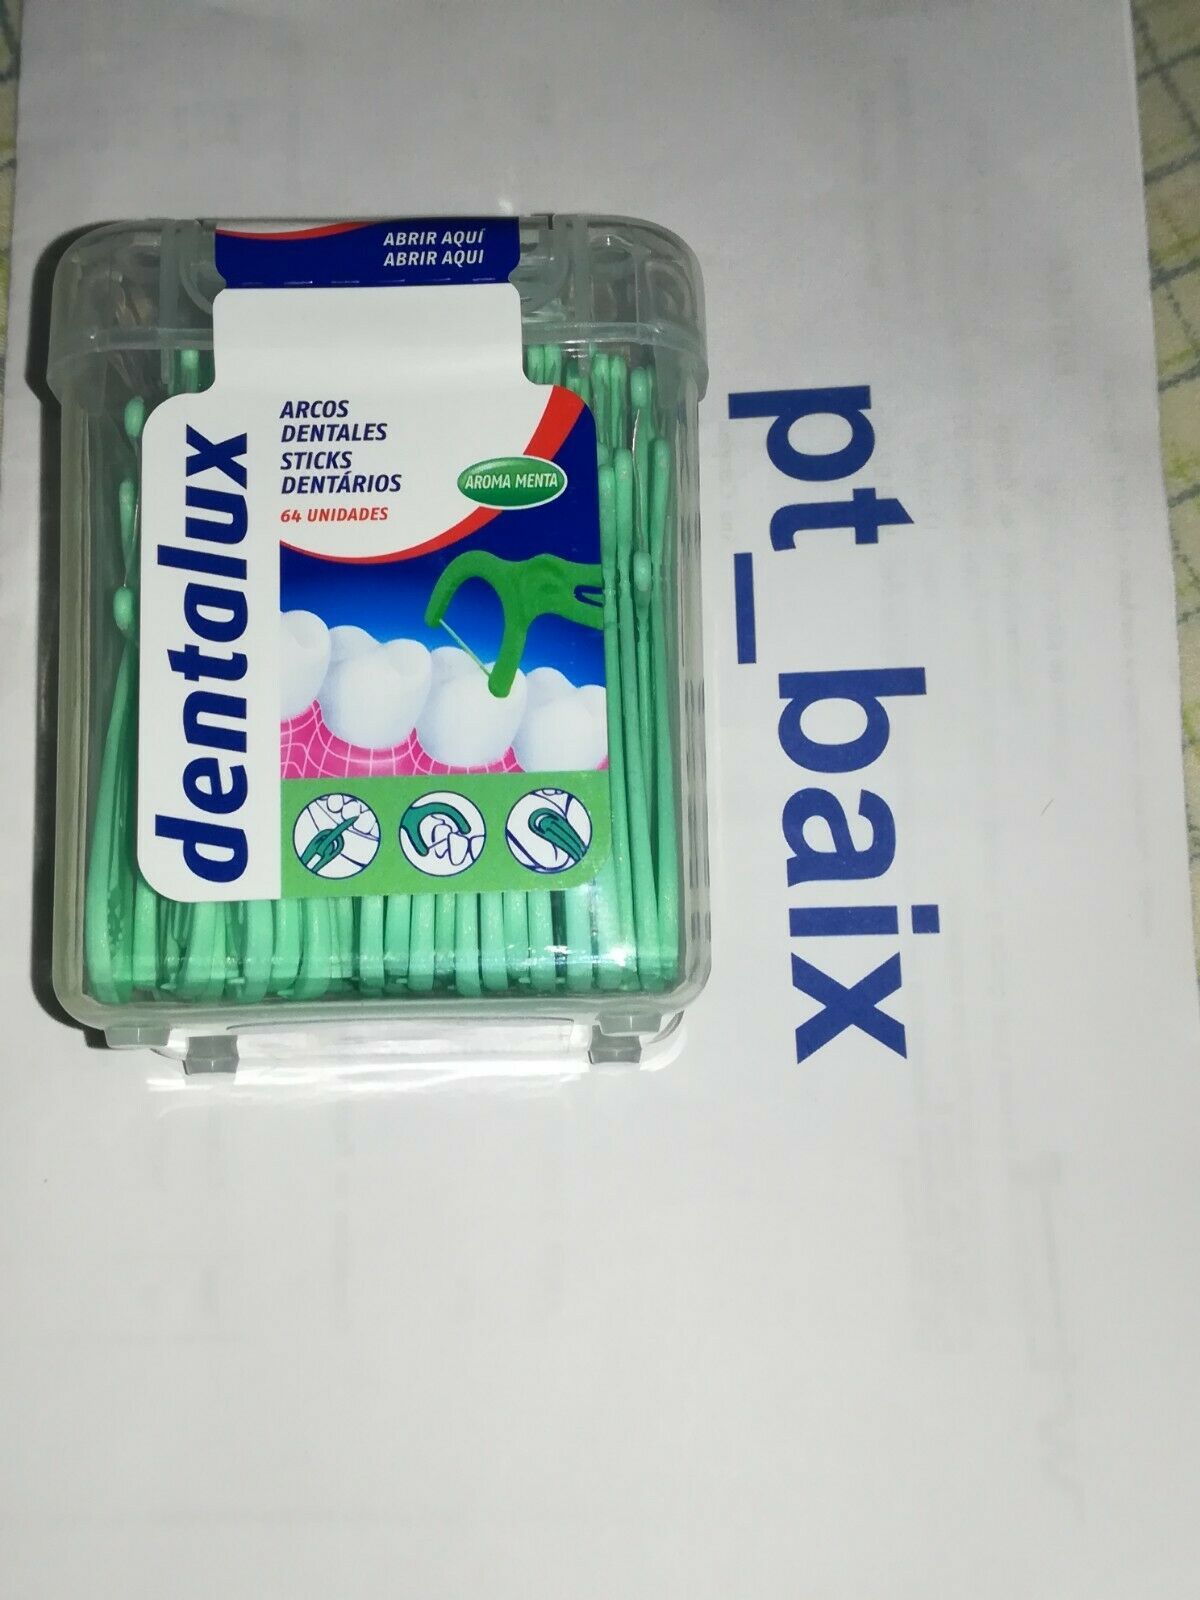 ABRIR AQUÍ
ABRIR AQUI
dentalux
ARCOS
DENTALES
STICKS
DENTÁRIOS
64 UNIDADES
AROMA MENTA
pt_baix